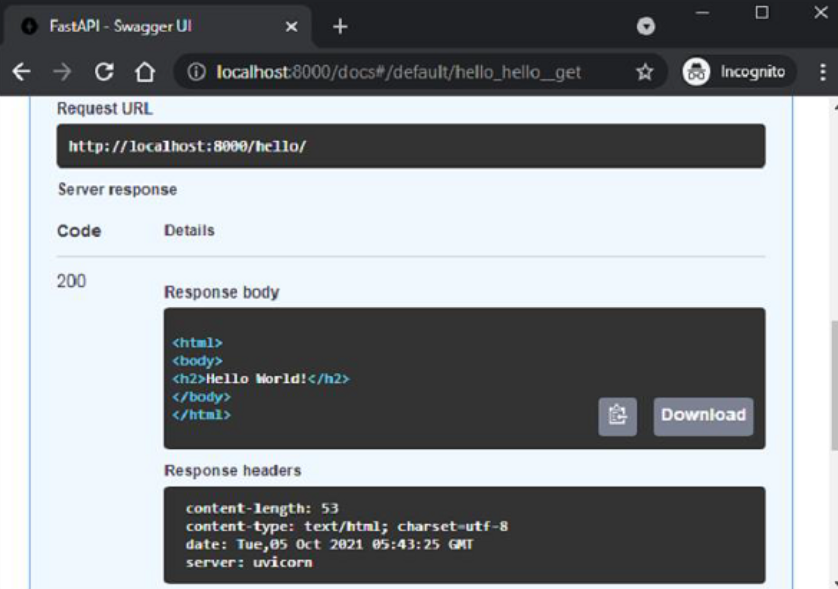 FastAPI - Swagger UI
localhost:8000/docs#/default/hello_hello__get
Incognito
Request URL
http://localhost:8000/hello/
Server response
Code Details
200
Response body
<html>
<body>
<h2>Hello World!</h2>
</body>
</html>
Download
Response headers
content-length: 53
content-type: text/html; charset=utf-8
date: Tue,05 Oct 2021 05:43:25 GMT
server: uvicorn